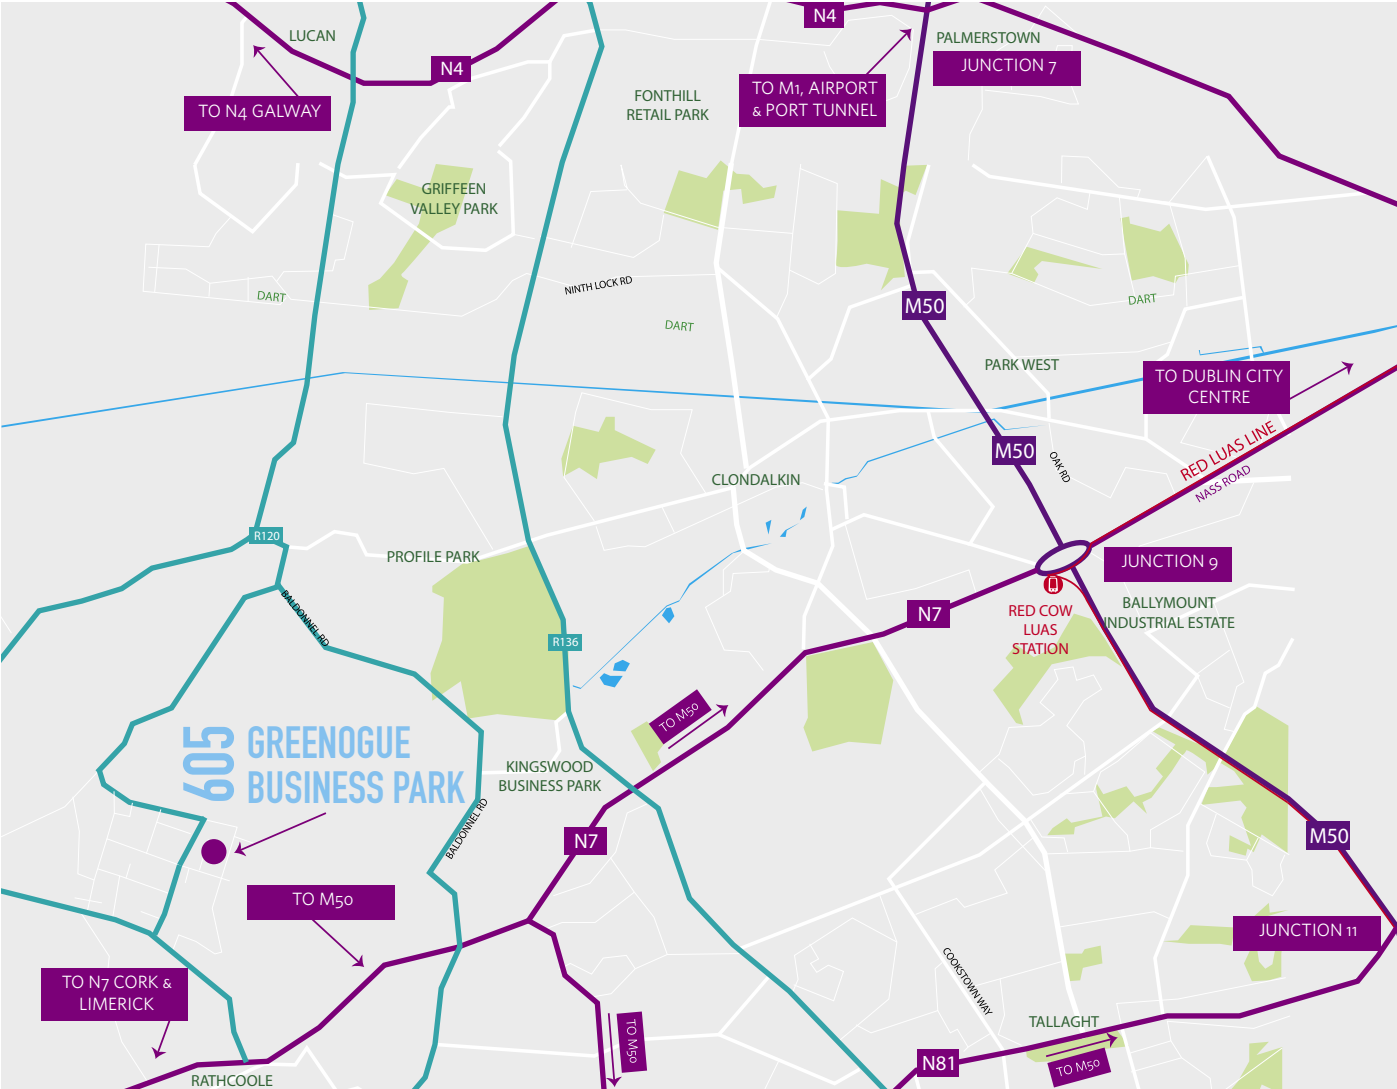 N4
LUCAN
PALMERSTOWN
N4
JUNCTION 7
TO M1, AIRPORT
& PORT TUNNEL
FONTHILL
RETAIL PARK
TO N4 GALWAY
GRIFFEEN
VALLEY PARK
NINTH LOCK RD
DART
DART
M50
DART
PARK WEST
TO DUBLIN CITY
CENTRE
RED LUAS LINE
NASS ROAD
M50
OAK RD
CLONDALKIN
R120
PROFILE PARK
JUNCTION 9
BALDONNEL RD
N7
RED COW
LUAS
STATION
BALLYMOUNT
INDUSTRIAL ESTATE
R136
TO M50
605
GREENOGUE
BUSINESS PARK
KINGSWOOD
BUSINESS PARK
BALDONNEL RD
N7
M50
TO M50
JUNCTION 11
COOKSTOWN WAY
TO N7 CORK &
LIMERICK
TO M50
TALLAGHT
N81
TO M50
RATHCOOLE